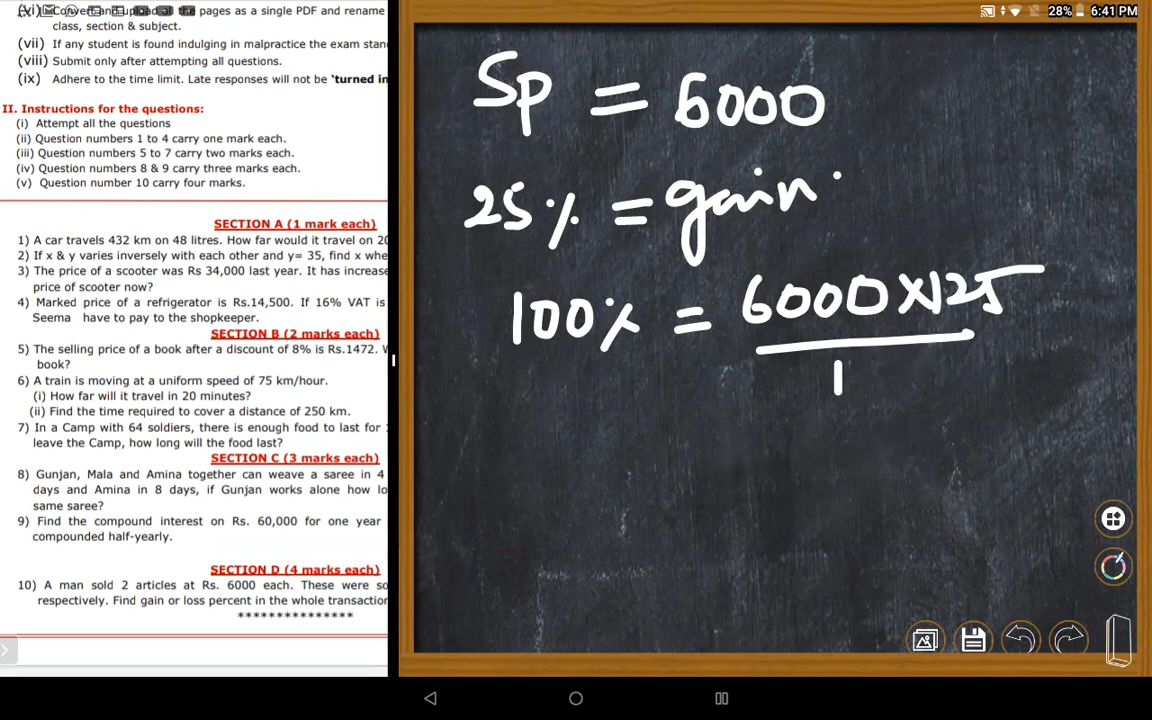 (vi) Convert and upload all the pages as a single PDF and rename
class, section & subject.
(vii) If any student is found indulging in malpractice the exam stan
(viii) Submit only after attempting all questions.
(ix) Adhere to the time limit. Late responses will not be 'turned in
II. Instructions for the questions:
(i) Attempt all the questions
(ii) Question numbers 1 to 4 carry one mark each.
(iii) Question numbers 5 to 7 carry two marks each.
(iv) Question numbers 8 & 9 carry three marks each.
(v) Question number 10 carry four marks.
SECTION A (1 mark each)
1) A car travels 432 km on 48 litres. How far would it travel on 20
2) If x & y varies inversely with each other and y= 35, find x whe
3) The price of a scooter was Rs 34,000 last year. It has increase
price of scooter now?
4) Marked price of a refrigerator is Rs.14,500. If 16% VAT is
Seema have to pay to the shopkeeper.
SECTION B (2 marks each)
5) The selling price of a book after a discount of 8% is Rs.1472. W
book?
6) A train is moving at a uniform speed of 75 km/hour.
(i) How far will it travel in 20 minutes?
(ii) Find the time required to cover a distance of 250 km.
7) In a Camp with 64 soldiers, there is enough food to last for
leave the Camp, how long will the food last?
SECTION C (3 marks each)
8) Gunjan, Mala and Amina together can weave a saree in 4
days and Amina in 8 days, if Gunjan works alone how lo
same saree?
9) Find the compound interest on Rs. 60,000 for one year
compounded half-yearly.
SECTION D (4 marks each)
10) A man sold 2 articles at Rs. 6000 each. These were so
respectively. Find gain or loss percent in the whole transaction
***************
28% 6:41 PM
Sp = 6000
25% = gain
100% = 6000×125
1